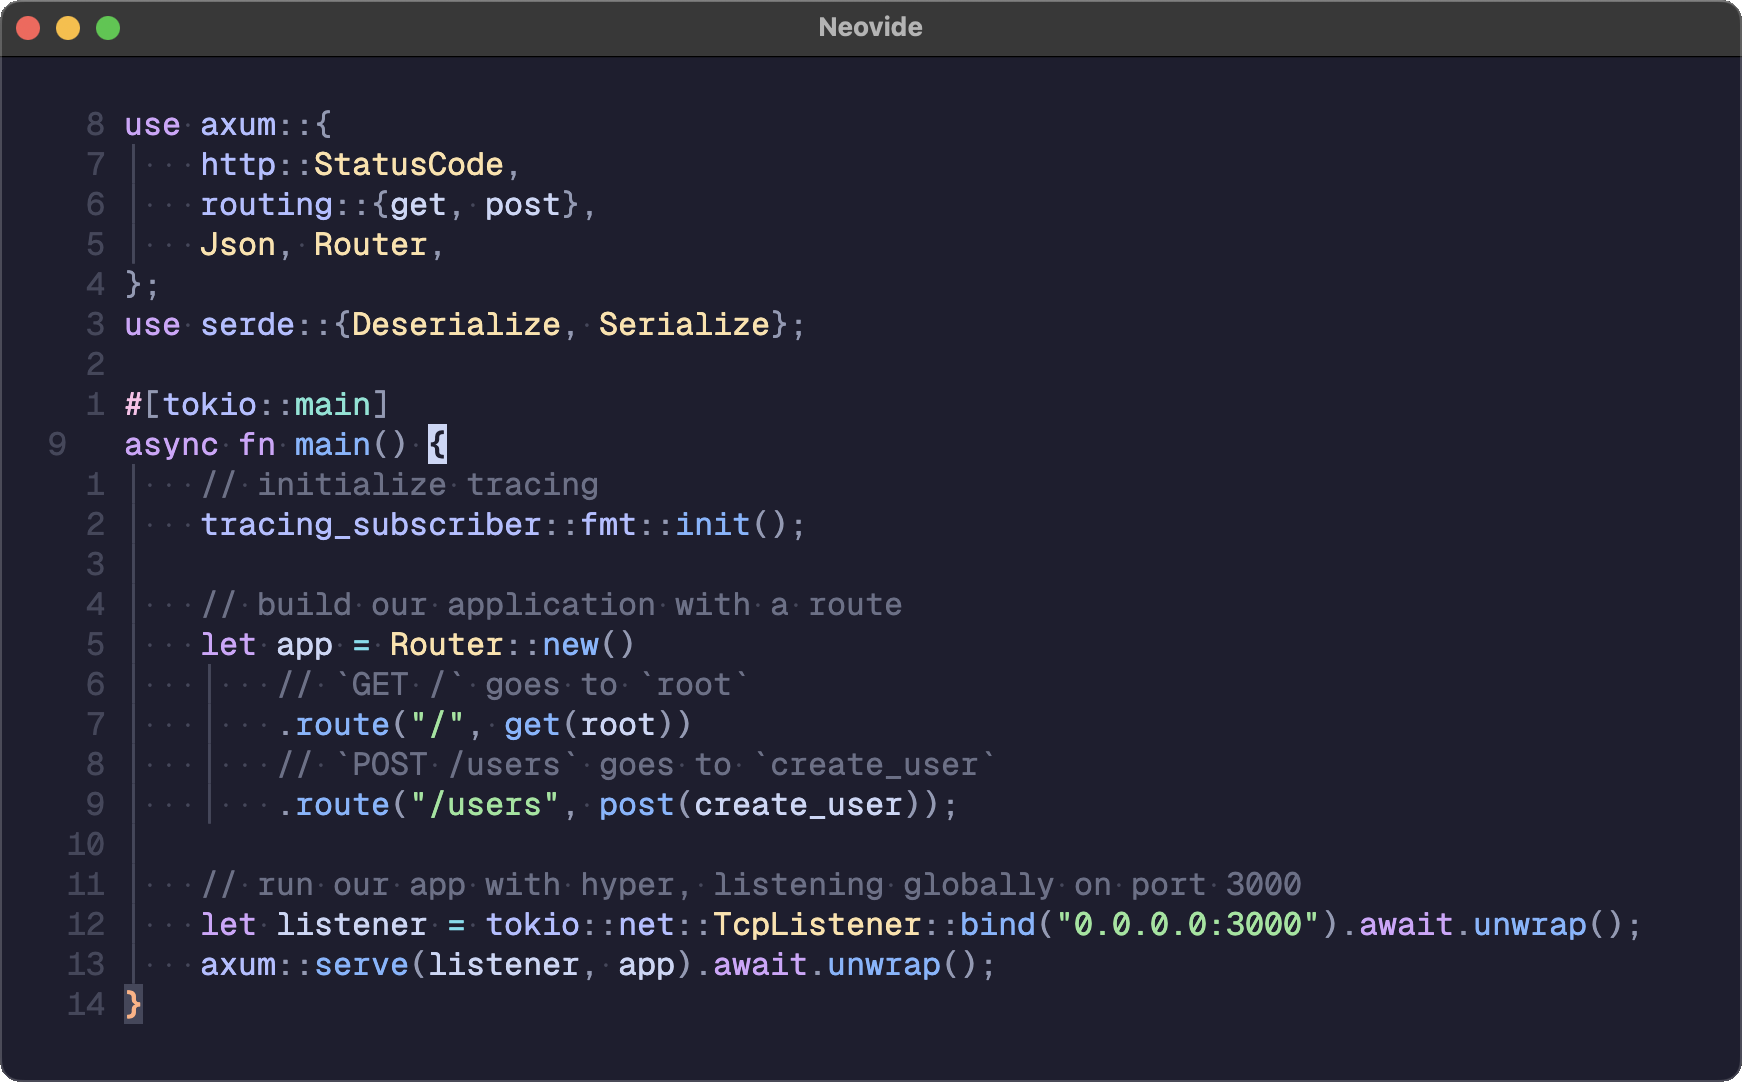 Neovide
8 use axum::{
7     http::StatusCode,
6     routing::{get, post},
5     Json, Router,
4 };
3 use serde::{Deserialize, Serialize};
2
1 #[tokio::main]
9 async fn main() {
1     // initialize tracing
2     tracing_subscriber::fmt::init();
3
4     // build our application with a route
5     let app = Router::new()
6         // `GET /` goes to `root`
7         .route("/", get(root))
8         // `POST /users` goes to `create_user`
9         .route("/users", post(create_user));
10
11     // run our app with hyper, listening globally on port 3000
12     let listener = tokio::net::TcpListener::bind("0.0.0.0:3000").await.unwrap();
13     axum::serve(listener, app).await.unwrap();
14 }